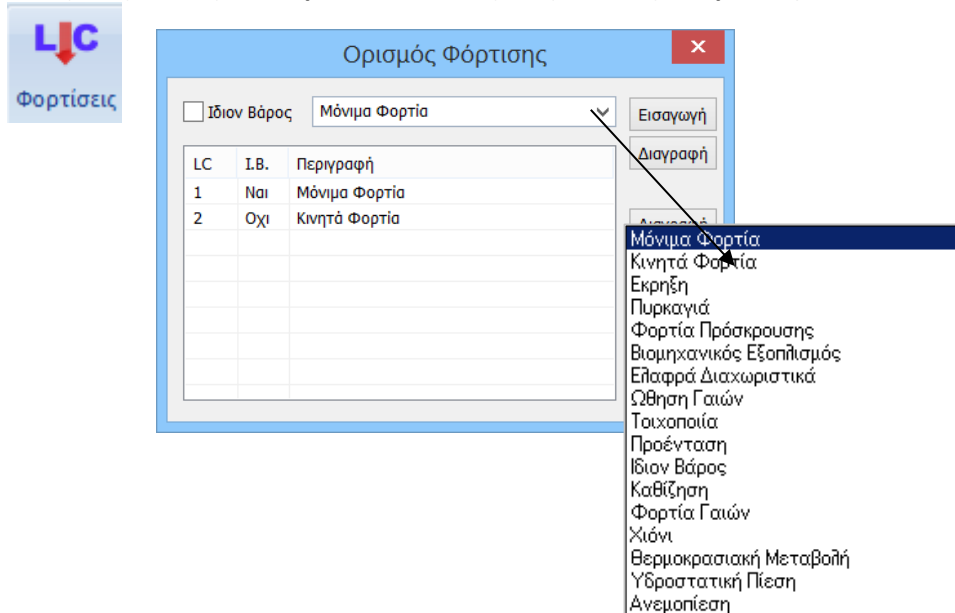 LC
Φορτίσεις
Ορισμός Φόρτισης
Ιδιον Βάρος Μόνιμα Φορτία Εισαγωγή
Διαγραφή
LC Ι.Β. Περιγραφή
1 Ναι Μόνιμα Φορτία
2 Οχι Κινητά Φορτία
Διαγραφή
Μόνιμα Φορτία
Κινητά Φορτία
Εκρηξη
Πυρκαγιά
Φορτία Πρόσκρουσης
Βιομηχανικός Εξοπλισμός
Ελαφρά Διαχωριστικά
Ωθηση Γαιών
Τοιχοποιία
Προένταση
Ιδιον Βάρος
Καθίζηση
Φορτία Γαιών
Χιόνι
Θερμοκρασιακή Μεταβολή
Υδροστατική Πίεση
Ανεμοπίεση